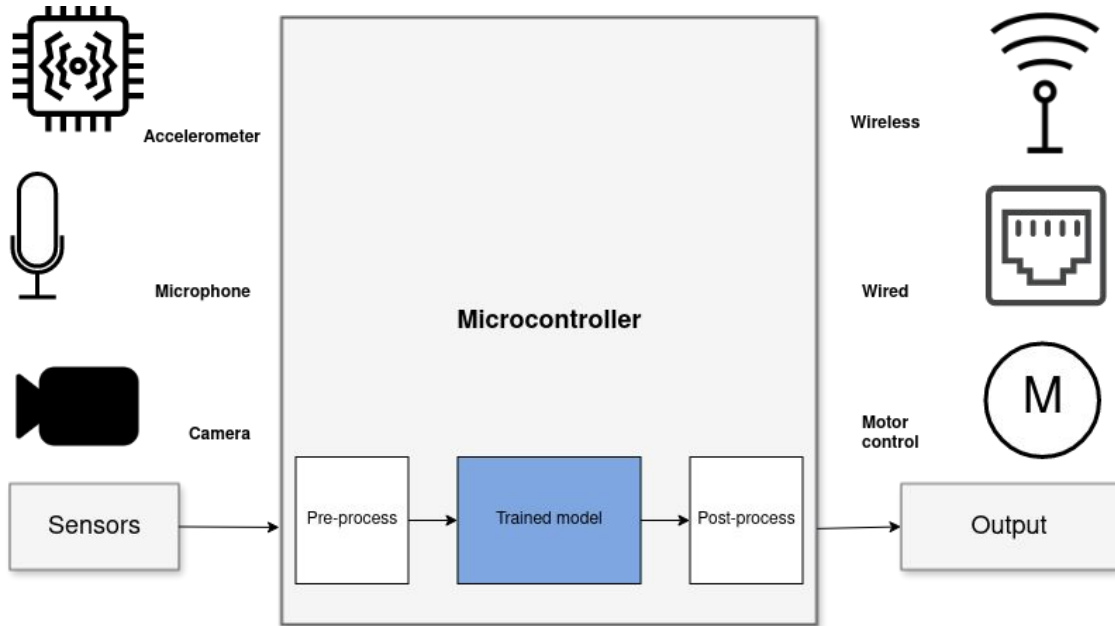 Accelerometer
Wireless
Microphone
Wired
Microcontroller
Camera
Motor
control
M
Sensors
Pre-process
Trained model
Post-process
Output